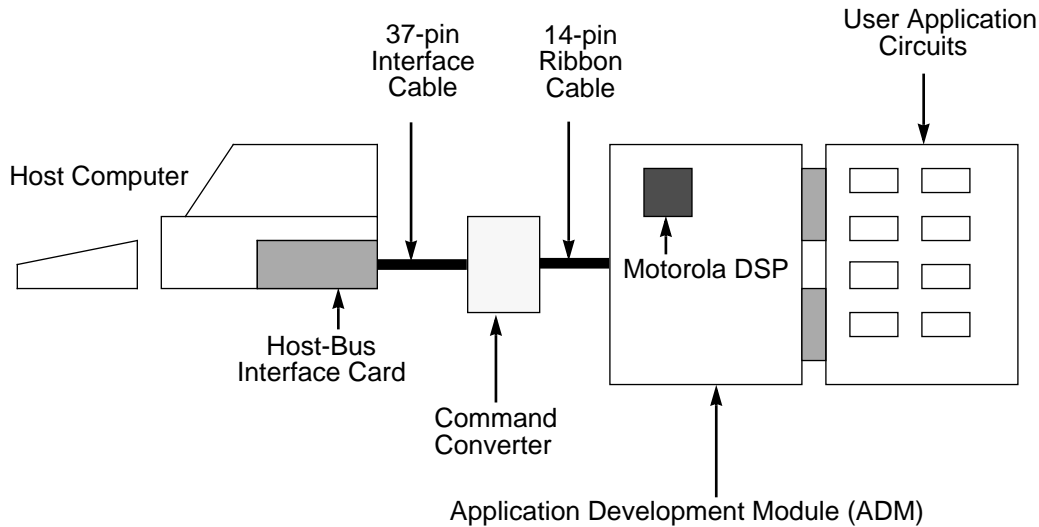 37-pin
Interface
Cable
14-pin
Ribbon
Cable
User Application
Circuits
Host Computer
Motorola DSP
Host-Bus
Interface Card
Command
Converter
Application Development Module (ADM)